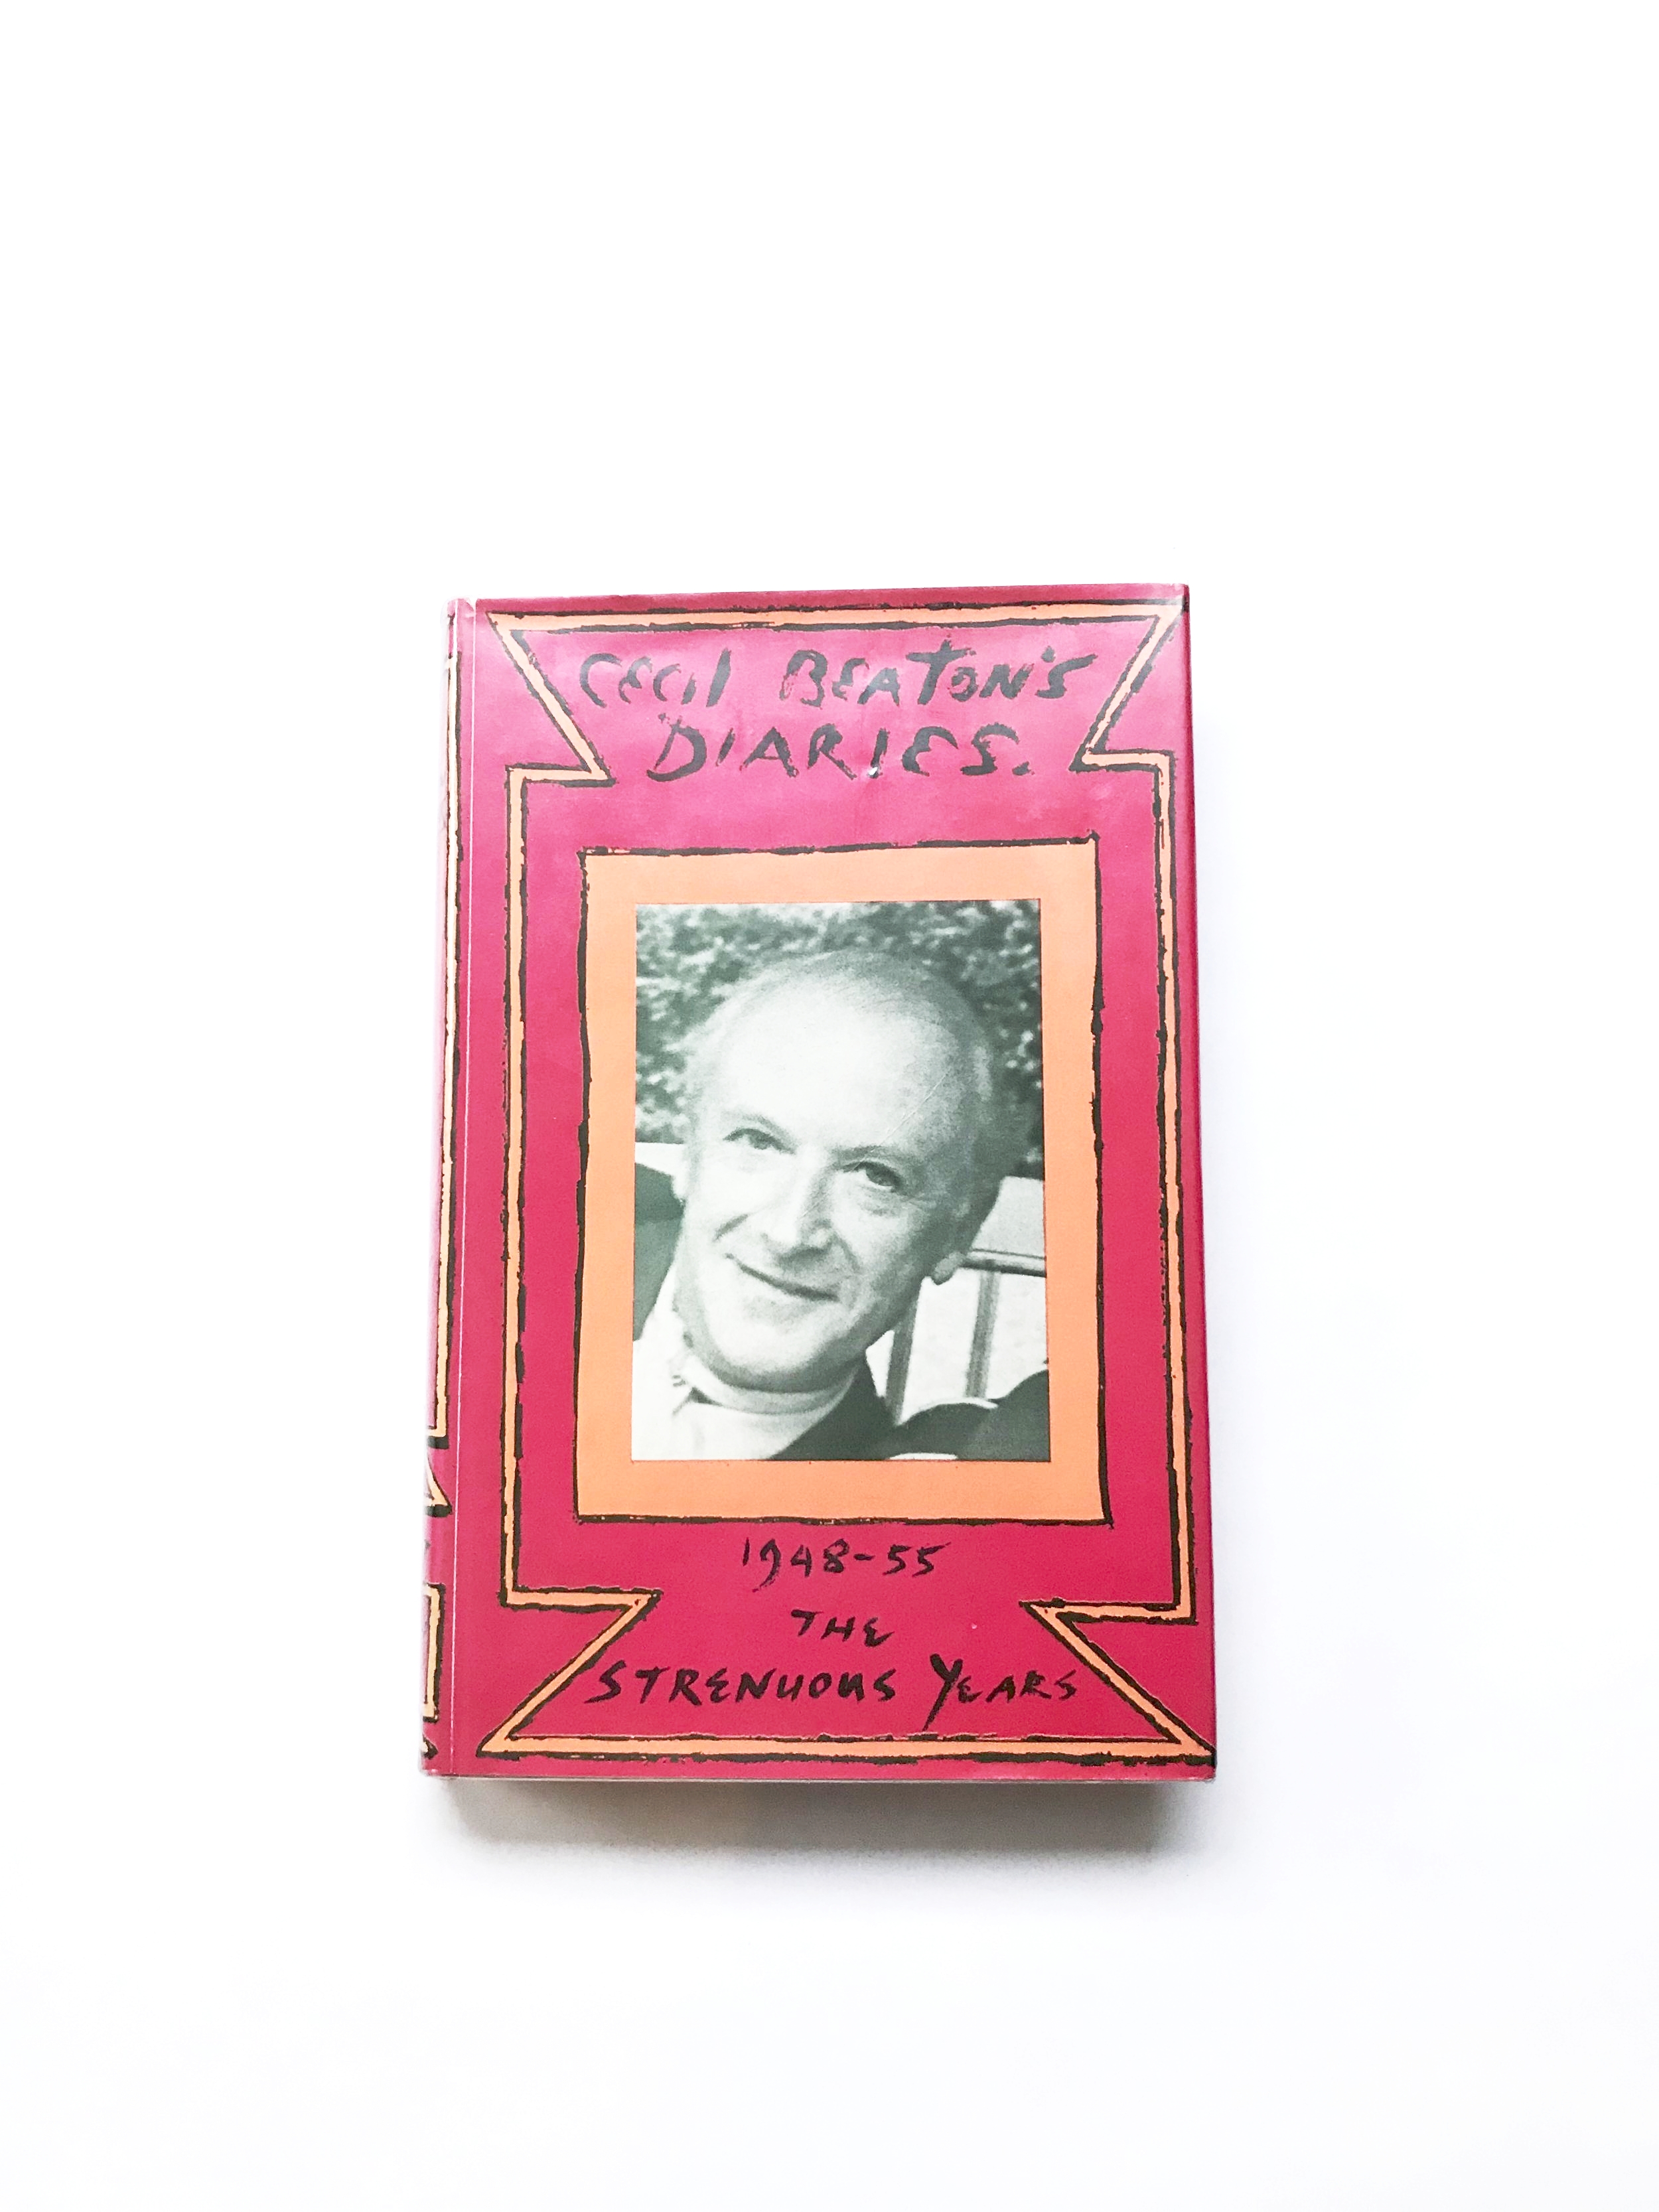 CECIL BEATON'S
DIARIES.
1948-55
THE
STRENUOUS YEARS